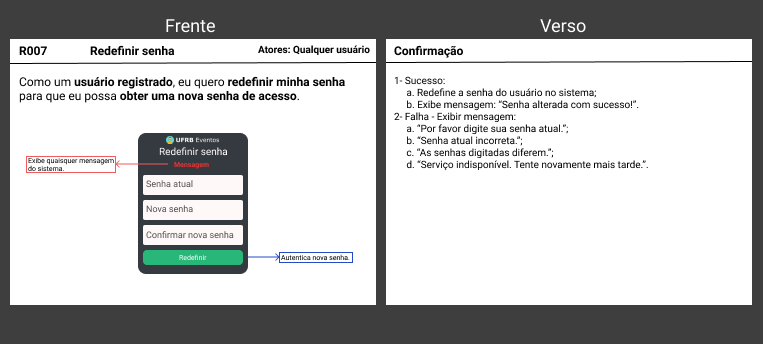 Frente
R007 Redefinir senha Atores: Qualquer usuário
Como um usuário registrado, eu quero redefinir minha senha
para que eu possa obter uma nova senha de acesso.
UFRB Eventos
Redefinir senha
Mensagem
Exibe quaisquer mensagem
do sistema.
Senha atual
Nova senha
Confirmar nova senha
Redefinir
Autentica nova senha.
Verso
Confirmação
1- Sucesso:
a. Redefine a senha do usuário no sistema;
b. Exibe mensagem: “Senha alterada com sucesso!”.
2- Falha - Exibir mensagem:
a. “Por favor digite sua senha atual.”;
b. “Senha atual incorreta.”;
c. “As senhas digitadas diferem.”;
d. “Serviço indisponível. Tente novamente mais tarde.”.